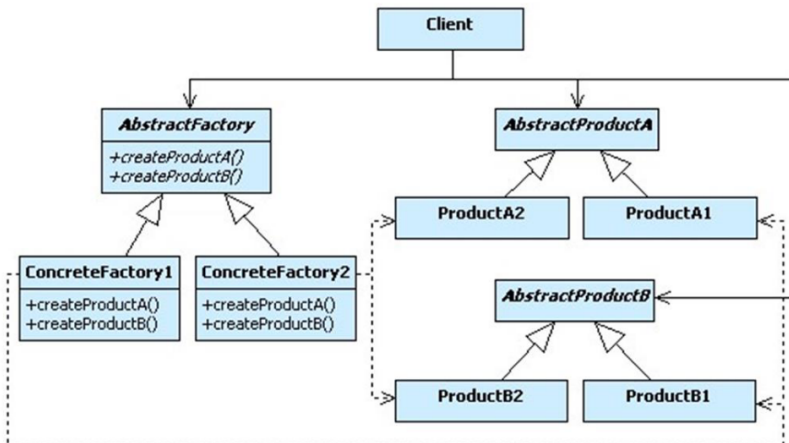 Client
AbstractFactory
+createProductA()
+createProductB()
AbstractProductA
ProductA2
ProductA1
ConcreteFactory1
+createProductA()
+createProductB()
ConcreteFactory2
+createProductA()
+createProductB()
AbstractProductB
ProductB2
ProductB1